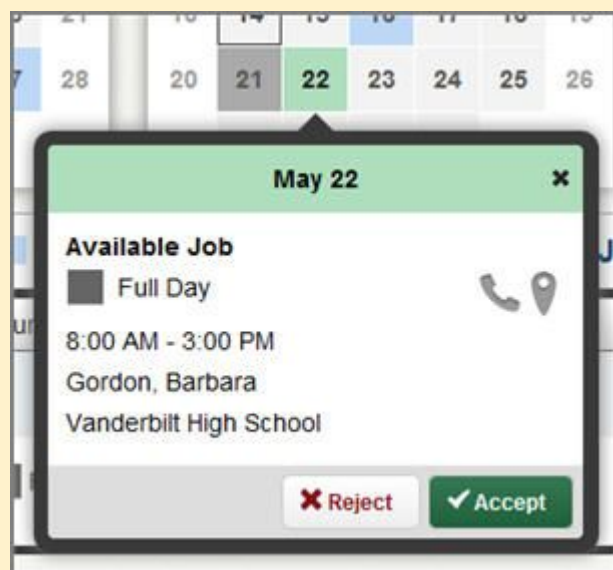 28 20 21 22 23 24 25 26
May 22
Available Job
Full Day
8:00 AM - 3:00 PM
Gordon, Barbara
Vanderbilt High School
Reject Accept